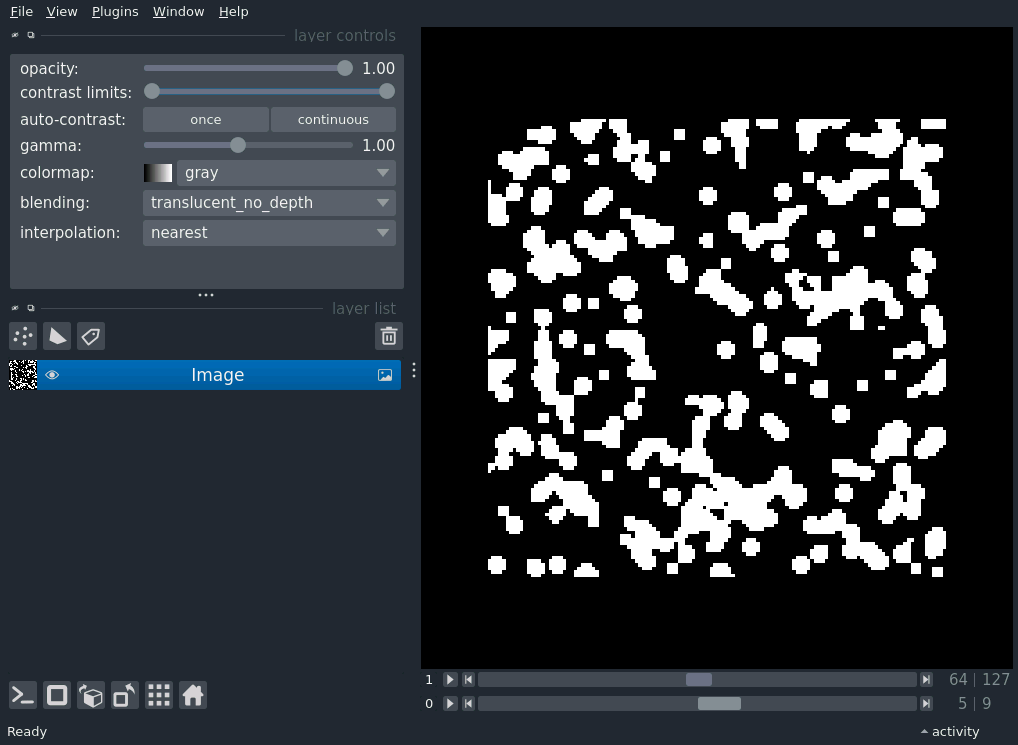 File View Plugins Window Help
layer controls
opacity: 1.00
contrast limits:
auto-contrast: once continuous
gamma: 1.00
colormap: gray
blending: translucent_no_depth
interpolation: nearest
layer list
Image
1 64 | 127
0 5 | 9
Ready activity